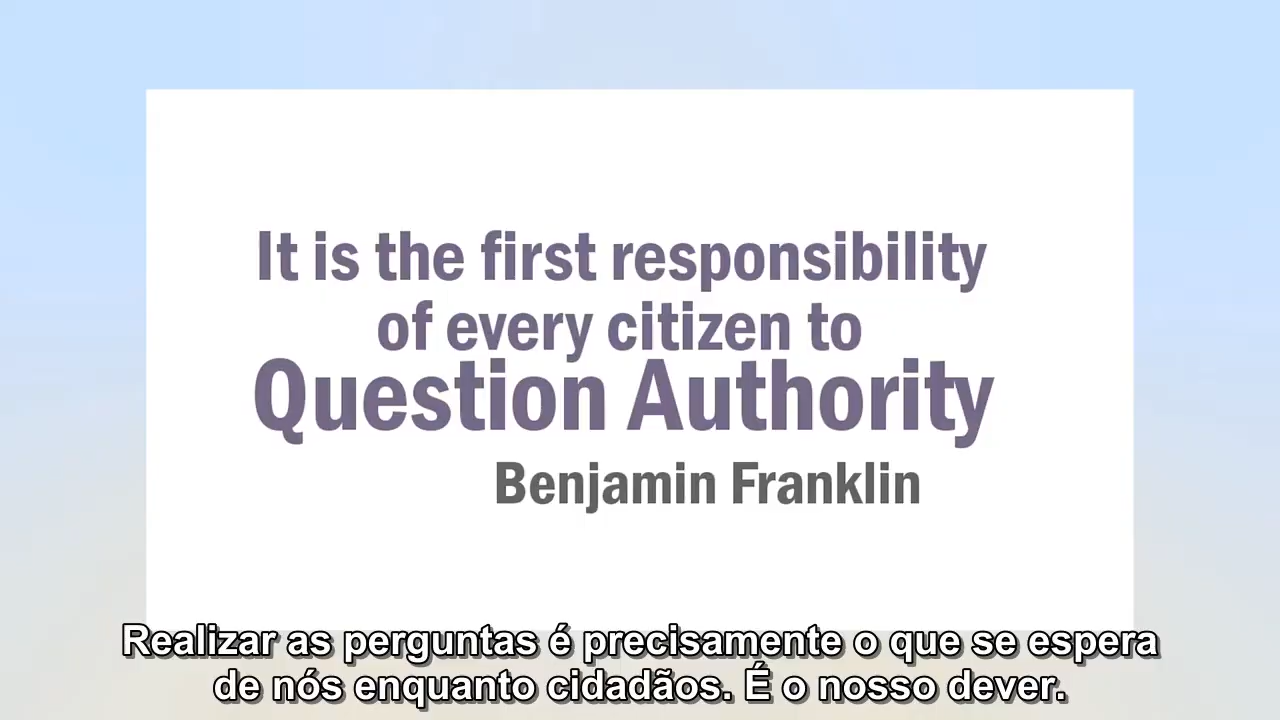 It is the first responsibility
of every citizen to
Question Authority
Benjamin Franklin
Realizar as perguntas é precisamente o que se espera
de nós enquanto cidadãos. É o nosso dever.